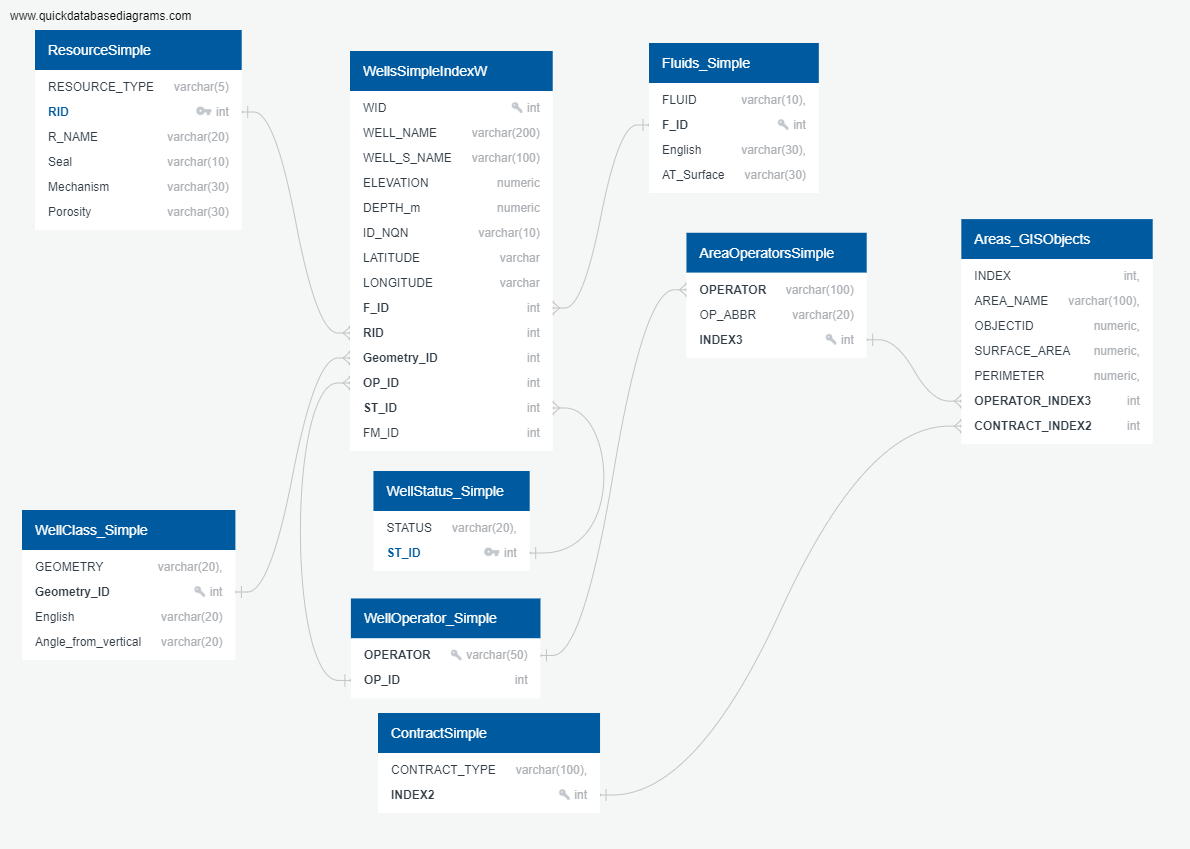 www.quickdatabasediagrams.com
ResourceSimple
RESOURCE_TYPE varchar(5)
RID int
R_NAME varchar(20)
Seal varchar(10)
Mechanism varchar(30)
Porosity varchar(30)
WellsSimpleIndexW
WID int
WELL_NAME varchar(200)
WELL_S_NAME varchar(100)
ELEVATION numeric
DEPTH_m numeric
ID_NQN varchar(10)
LATITUDE varchar
LONGITUDE varchar
F_ID int
RID int
Geometry_ID int
OP_ID int
ST_ID int
FM_ID int
Fluids_Simple
FLUID varchar(10),
F_ID int
English varchar(30),
AT_Surface varchar(30)
AreaOperatorsSimple
OPERATOR varchar(100)
OP_ABBR varchar(20)
INDEX3 int
Areas_GISObjects
INDEX int,
AREA_NAME varchar(100),
OBJECTID numeric,
SURFACE_AREA numeric,
PERIMETER numeric,
OPERATOR_INDEX3 int
CONTRACT_INDEX2 int
WellStatus_Simple
STATUS varchar(20),
ST_ID int
WellClass_Simple
GEOMETRY varchar(20),
Geometry_ID int
English varchar(20)
Angle_from_vertical varchar(20)
WellOperator_Simple
OPERATOR varchar(50)
OP_ID int
ContractSimple
CONTRACT_TYPE varchar(100),
INDEX2 int